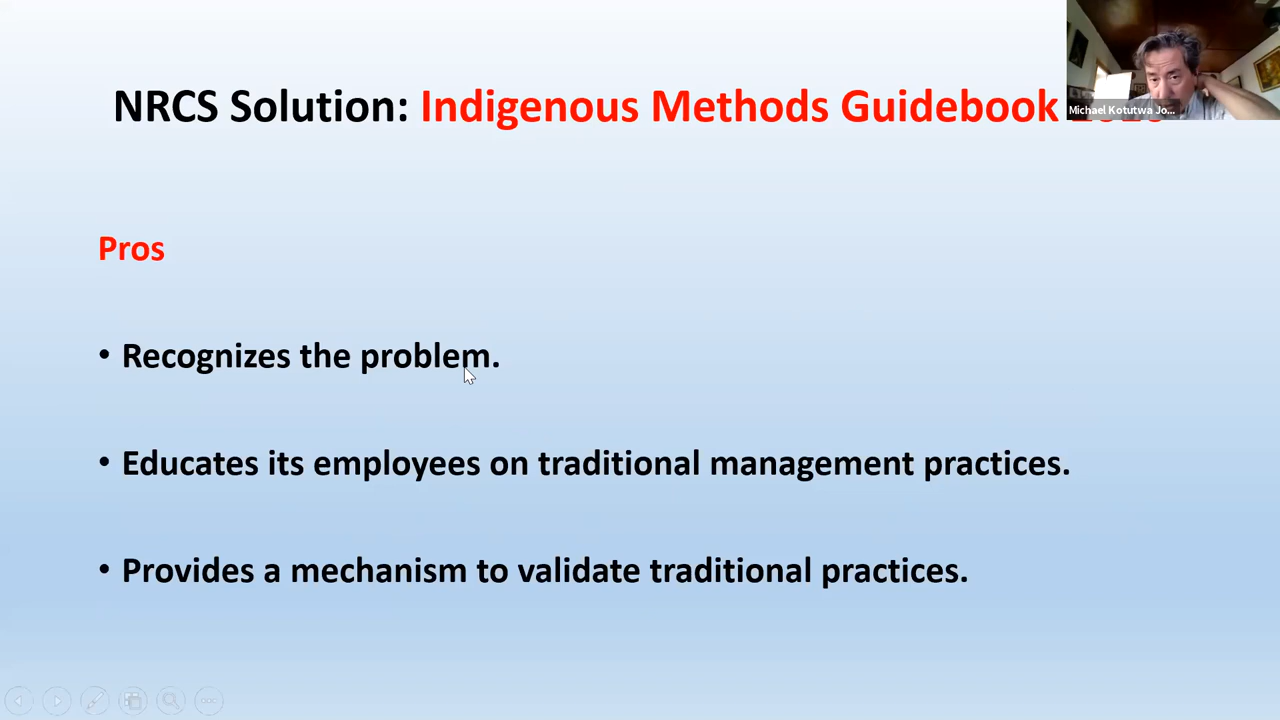 NRCS Solution: Indigenous Methods Guidebook
Michael Kotutwa Jo...
Pros
• Recognizes the problem.
• Educates its employees on traditional management practices.
• Provides a mechanism to validate traditional practices.